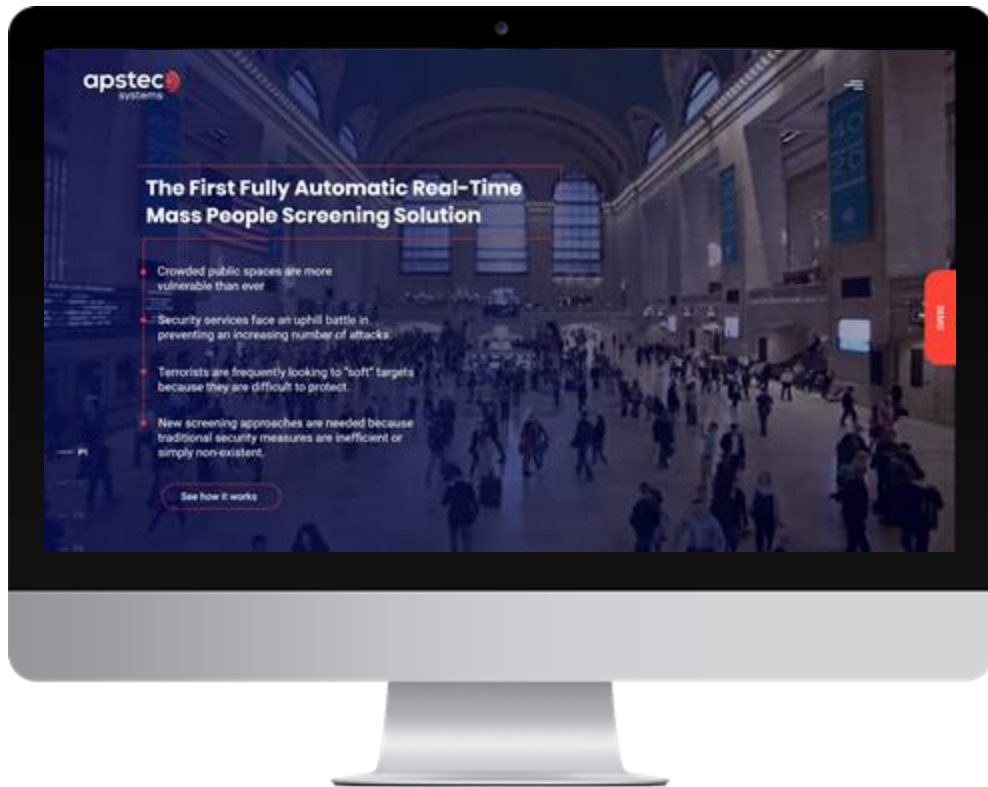 apstec
systems
The First Fully Automatic Real-Time
Mass People Screening Solution
Crowded public spaces are more
vulnerable than ever
Security services face an uphill battle in
preventing an increasing number of attacks.
Terrorists are frequently looking to "soft" targets
because they are difficult to protect.
New screening approaches are needed because
traditional security measures are inefficient or
simply non-existent.
See how it works
DEMO